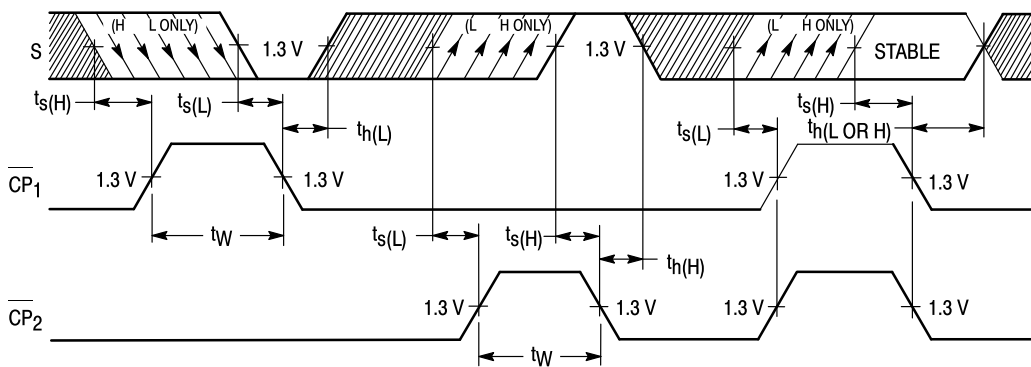 (H L ONLY)
(L H ONLY)
(L H ONLY)
S
1.3 V
1.3 V
STABLE
ts(H)
ts(L)
th(L)
ts(L)
ts(H)
th(L OR H)
CP1
1.3 V
1.3 V
1.3 V
1.3 V
tW
ts(L)
ts(H)
th(H)
CP2
1.3 V
1.3 V
1.3 V
1.3 V
tW